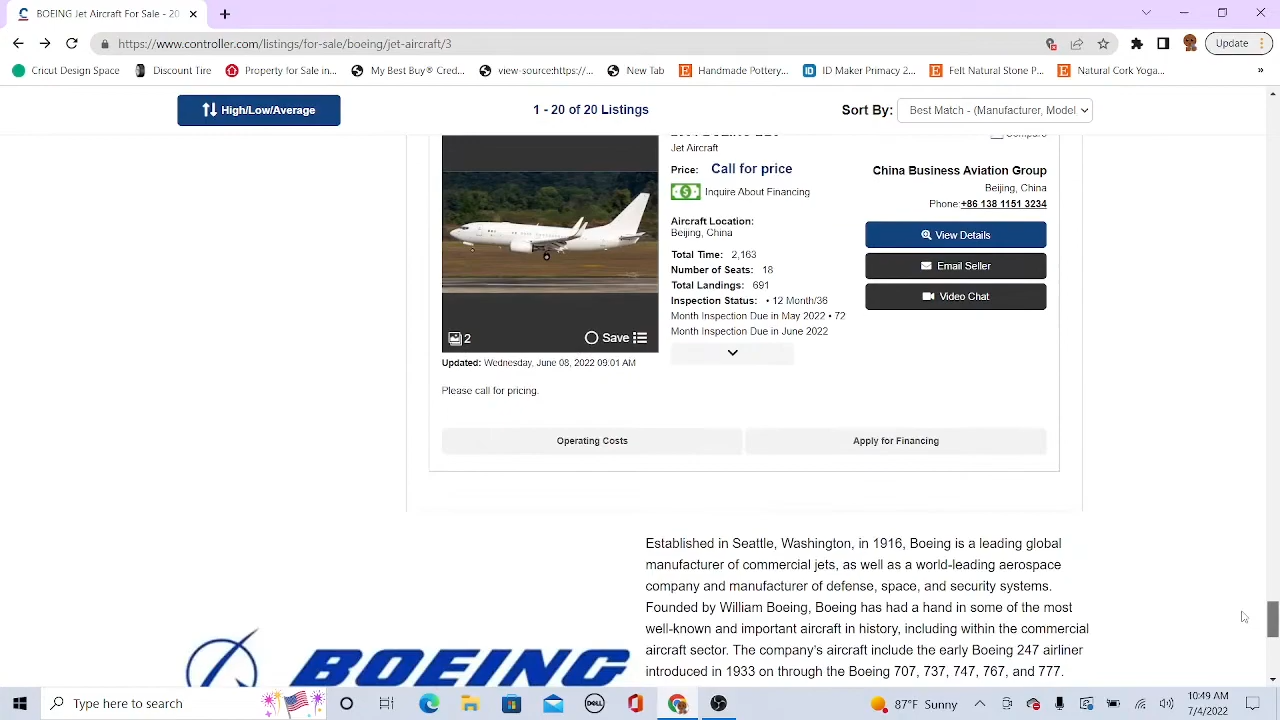 BOEING Jet Aircraft For Sale - 20
https://www.controller.com/listings/for-sale/boeing/jet-aircraft/3
Update
Cricut Design Space
Discount Tire
Property for Sale in...
My Best Buy® Cred...
view-source:https://...
New Tab
Handmade Pottery...
ID Maker Primacy 2...
Felt Natural Stone P...
Natural Cork Yoga...
High/Low/Average
1 - 20 of 20 Listings
Sort By: Best Match - (Manufacturer, Model
Compare
Jet Aircraft
Price: Call for price
Inquire About Financing
Aircraft Location:
Beijing, China
Total Time: 2,163
Number of Seats: 18
Total Landings: 691
Inspection Status: • 12 Month/36
Month Inspection Due in May 2022 • 72
Month Inspection Due in June 2022
China Business Aviation Group
Beijing, China
Phone:+86 138 1151 3234
View Details
Email Seller
Video Chat
2
Save
Updated: Wednesday, June 08, 2022 09:01 AM
Please call for pricing.
Operating Costs
Apply for Financing
Established in Seattle, Washington, in 1916, Boeing is a leading global
manufacturer of commercial jets, as well as a world-leading aerospace
company and manufacturer of defense, space, and security systems.
Founded by William Boeing, Boeing has had a hand in some of the most
well-known and important aircraft in history, including within the commercial
aircraft sector. The company's aircraft include the early Boeing 247 airliner
introduced in 1933 on through the Boeing 707, 737, 747, 767, and 777.
BOEING
Type here to search
DELL
87°F Sunny
10:49 AM
7/4/2022